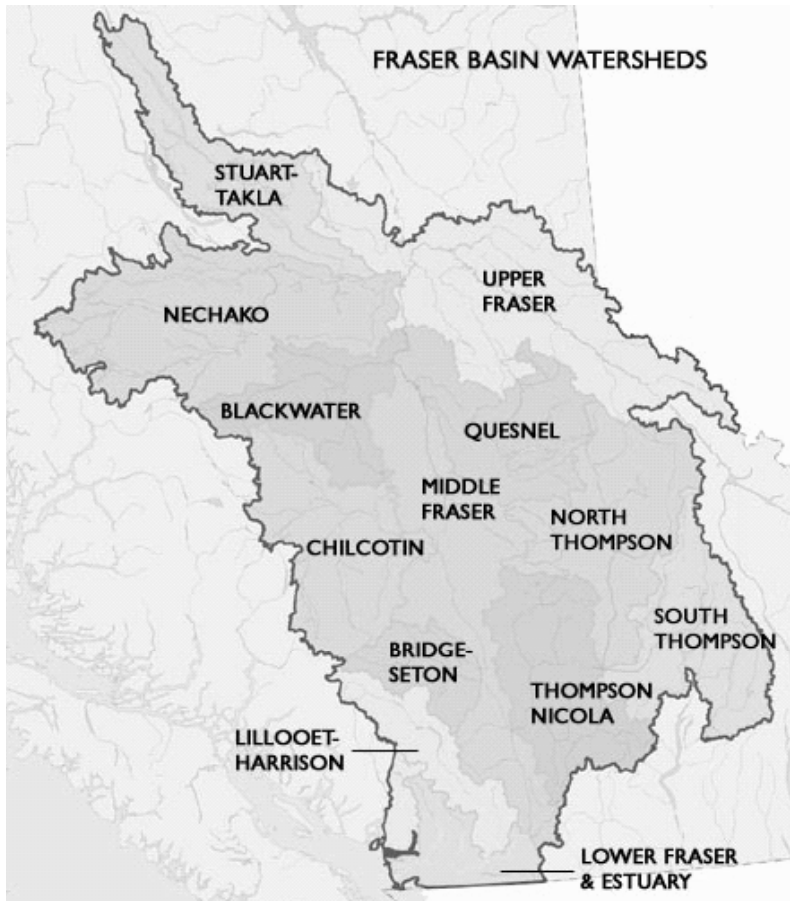 FRASER BASIN WATERSHEDS
STUART-
TAKLA
UPPER
FRASER
NECHAKO
BLACKWATER
QUESNEL
MIDDLE
FRASER
NORTH
THOMPSON
CHILCOTIN
SOUTH
THOMPSON
BRIDGE-
SETON
THOMPSON
NICOLA
LILLOOET-
HARRISON
LOWER FRASER
& ESTUARY